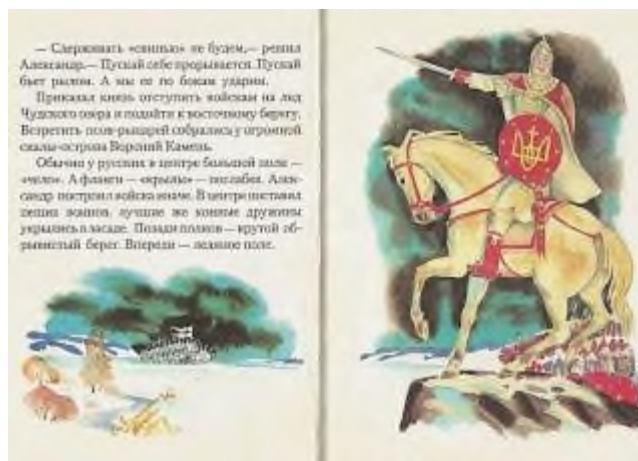 — Сдерживать «свинью» не будем,— решил
Александр.— Пускай себе прорывается. Пускай
бьет рылом. А мы ее по бокам ударим.
Приказал князь отступить войскам на лед
Чудского озера и подойти к восточному берегу.
Встретить псов-рыцарей собрались у огромной
скалы-острова Вороний Камень.
Обычно у русских в центре большой полк —
«чело». А фланги — «крылья» — послабей. Алек-
сандр построил войска иначе. В центре поставил
пеших воинов, лучшие же конные дружины
укрылись в засаде. Позади полков — крутой об-
рывистый берег. Впереди — ледяное поле.